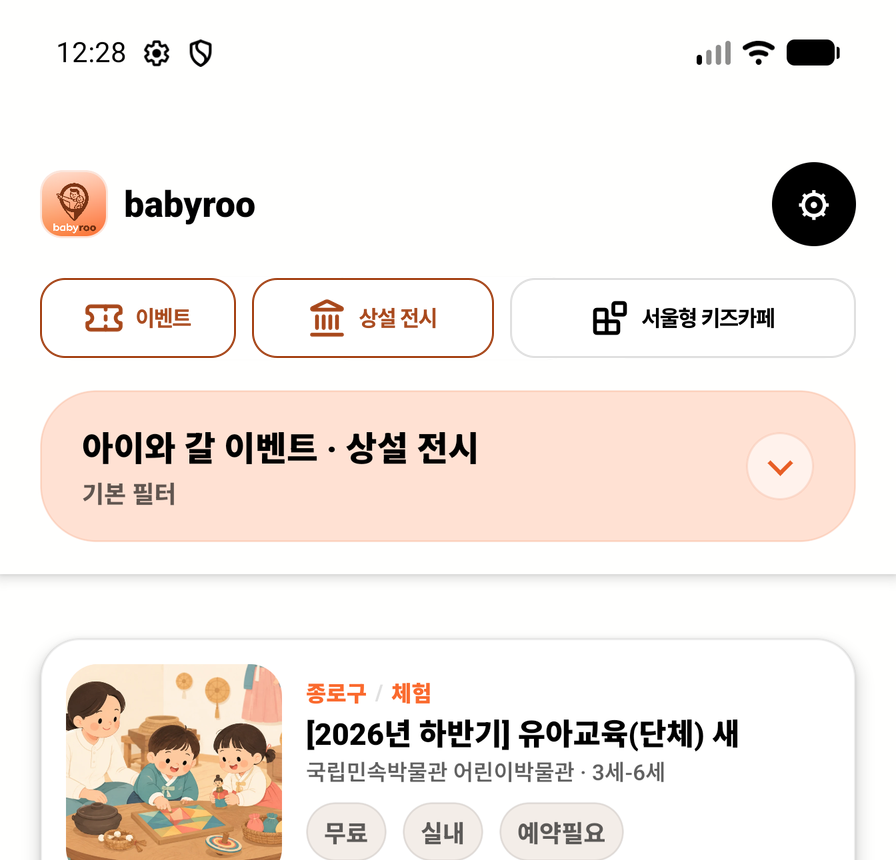 12:28
babyroo
babyroo
이벤트
상설 전시
서울형 키즈카페
아이와 갈 이벤트 · 상설 전시
기본 필터
종로구 / 체험
[2026년 하반기] 유아교육(단체) 새
국립민속박물관 어린이박물관 · 3세-6세
무료
실내
예약필요